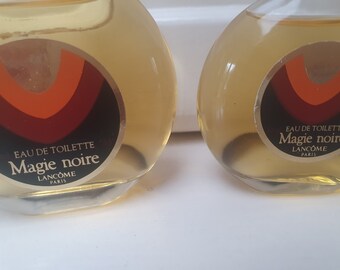 EAU DE TOILETTE
Magie noire
LANCÔME
PARIS
EAU DE TOILETTE
Magie noire
LANCÔME
PARIS